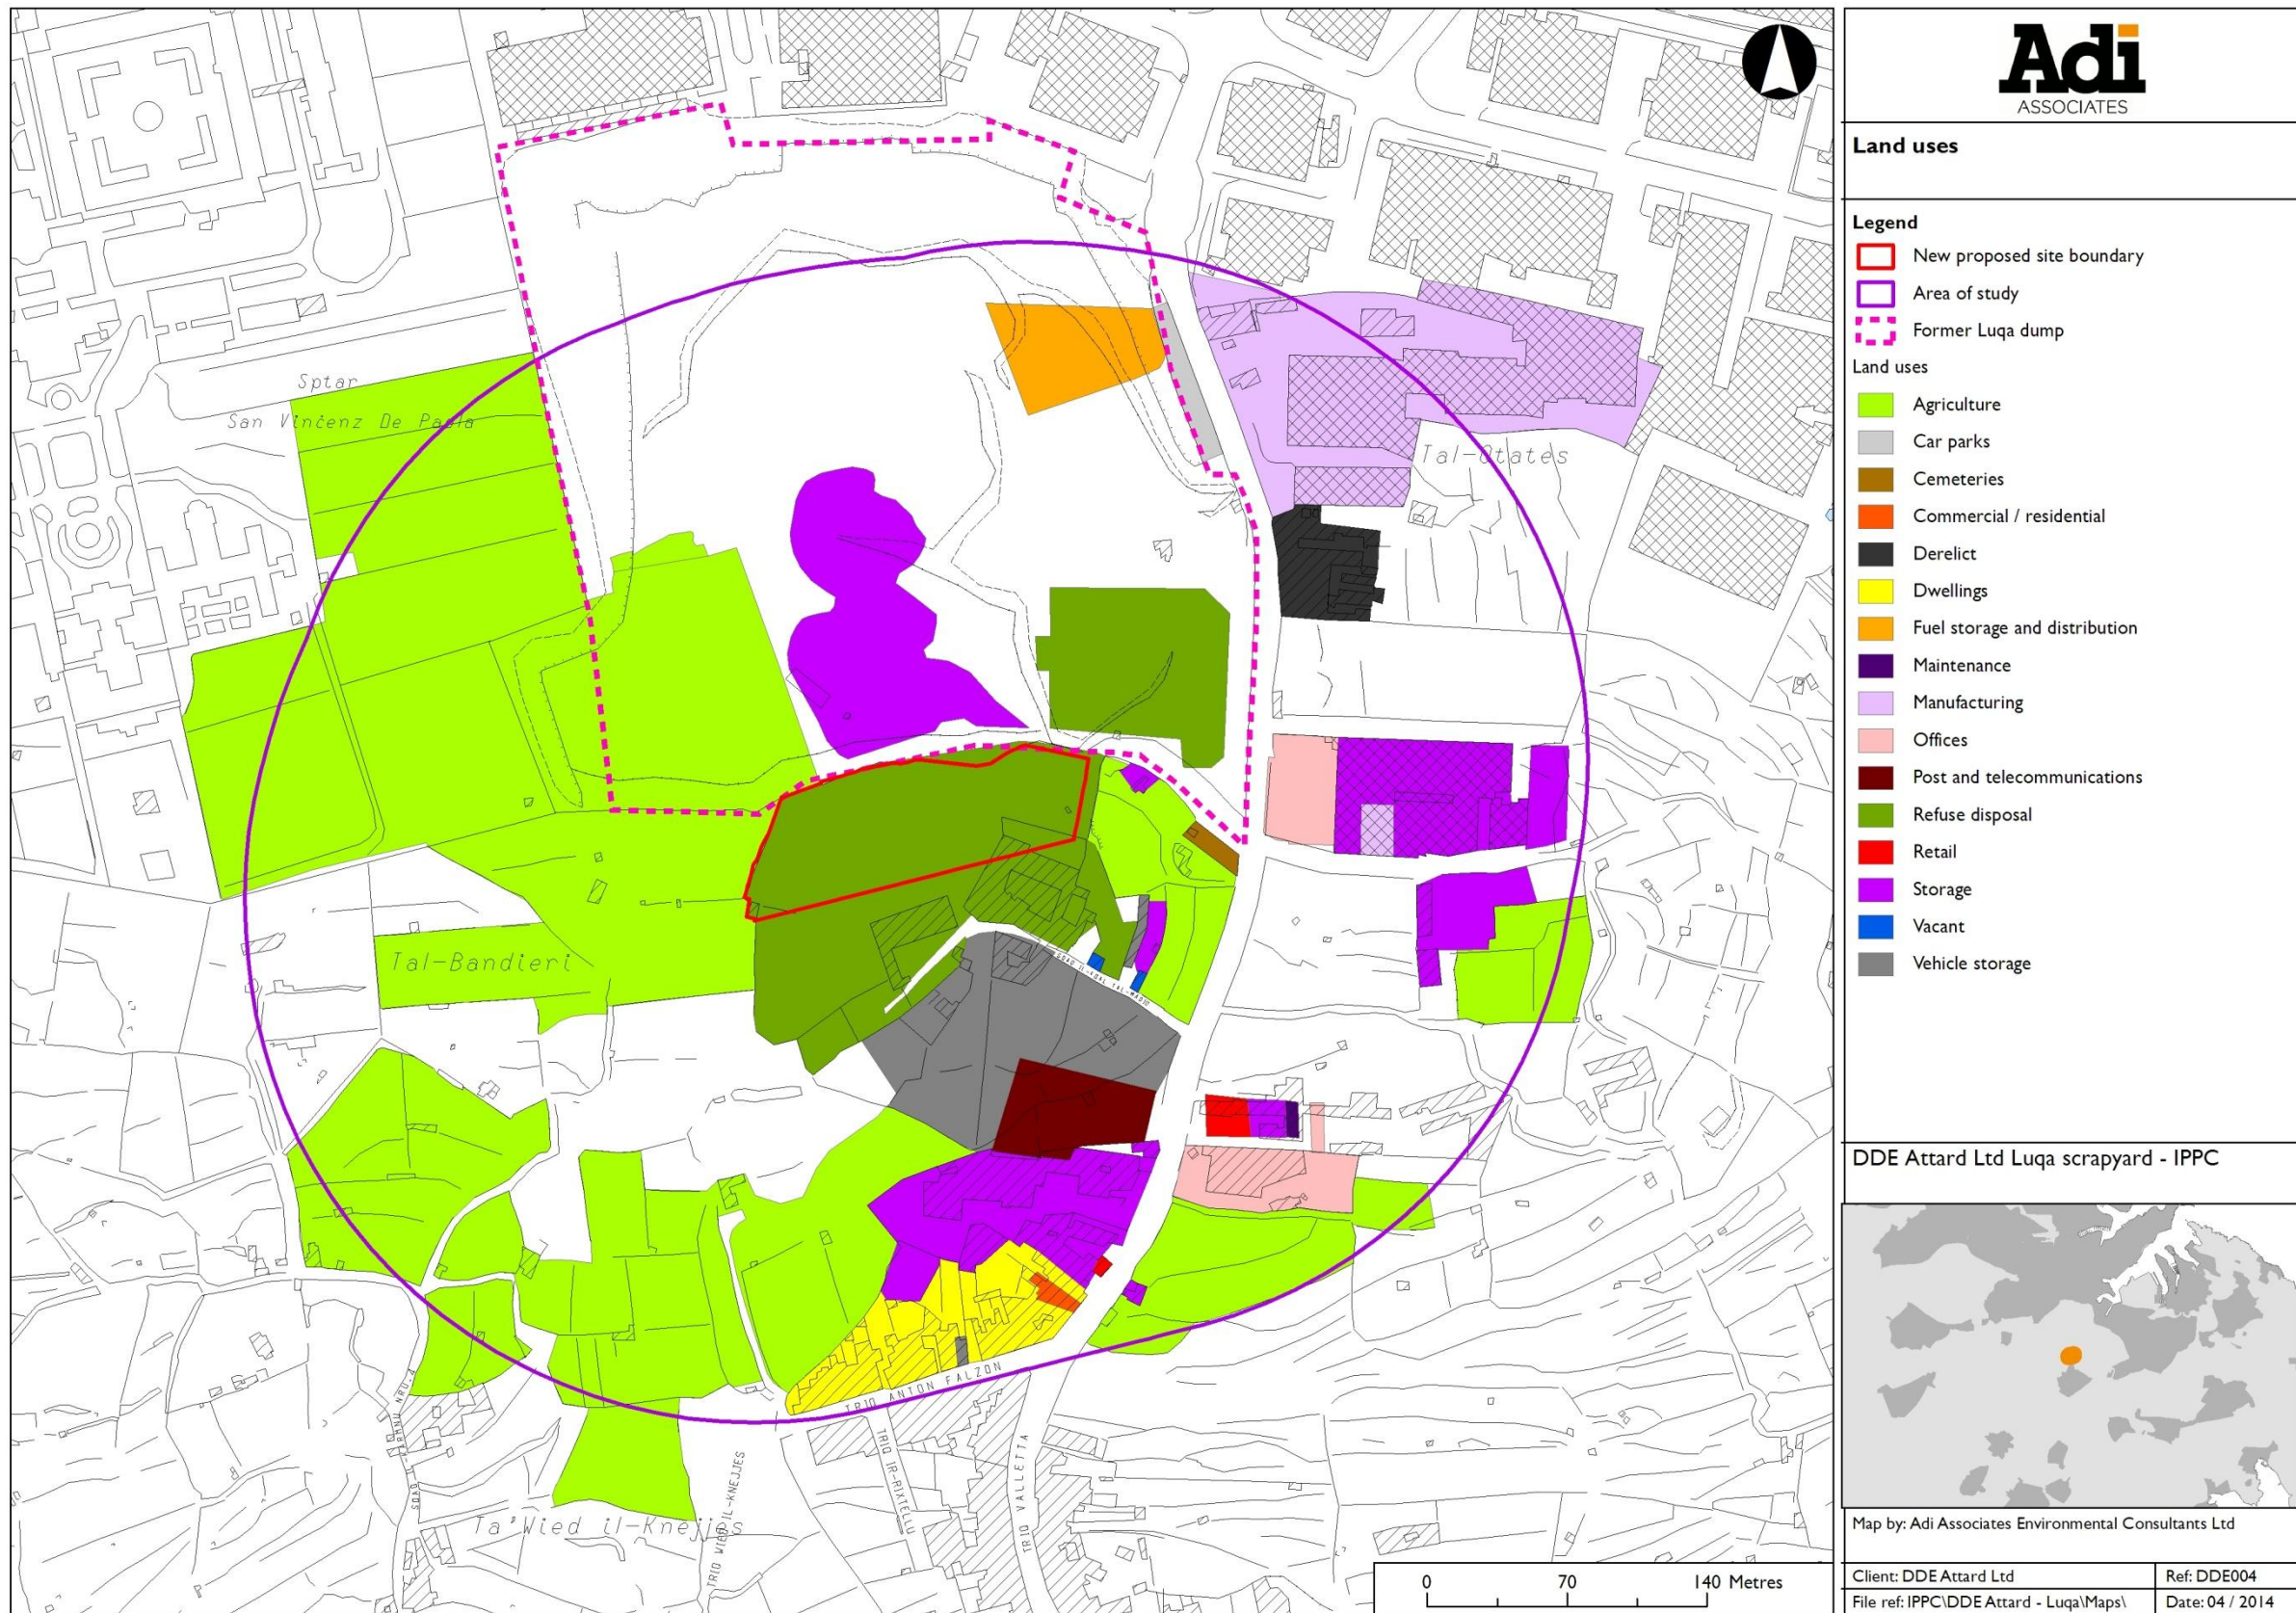 Sptar
San Vinċenz De Paola
Tal-Bandieri
Ta'Wied il-Knejjes
TRIQ ANTON FALZON
TRIQ IR-RIXTELLU
TRIQ VALLETTA
TRIQ WIED IL-KNEJJES
0 70 140 Metres
Adi
ASSOCIATES
Land uses
Legend
New proposed site boundary
Area of study
Former Luqa dump
Land uses
Agriculture
Car parks
Cemeteries
Commercial / residential
Derelict
Dwellings
Fuel storage and distribution
Maintenance
Manufacturing
Offices
Post and telecommunications
Refuse disposal
Retail
Storage
Vacant
Vehicle storage
DDE Attard Ltd Luqa scrapyard - IPPC
Map by: Adi Associates Environmental Consultants Ltd
Client: DDE Attard Ltd
Ref: DDE004
File ref: IPPC\DDE Attard - Luqa\Maps\
Date: 04 / 2014